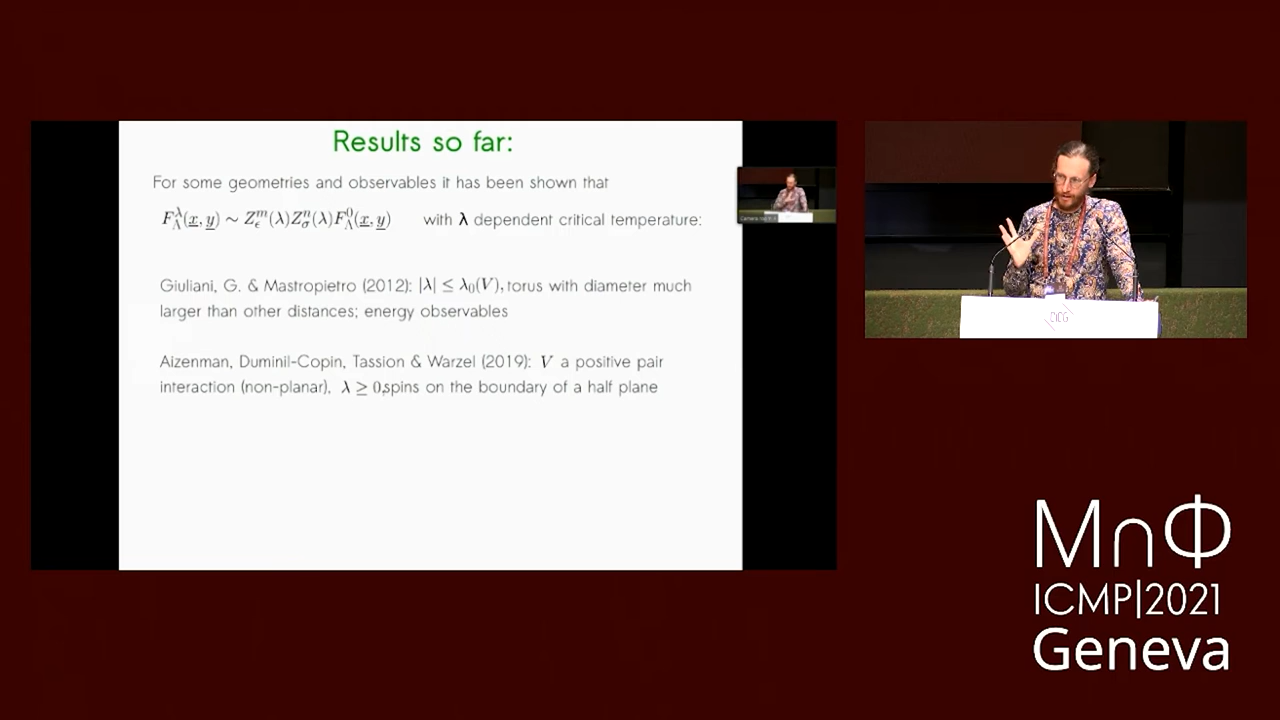 Results so far:
For some geometries and observables it has been shown that
F^λ_Λ(x, y) ∼ Z^m_ϵ(λ)Z^n_σ(λ)F^0_Λ(x, y) with λ dependent critical temperature:
Giuliani, G. & Mastropietro (2012): |λ| ≤ λ₀(V), torus with diameter much
larger than other distances; energy observables
Aizenman, Duminil-Copin, Tassion & Warzel (2019): V a positive pair
interaction (non-planar), λ ≥ 0, spins on the boundary of a half plane
M∩Φ
ICMP|2021
Geneva